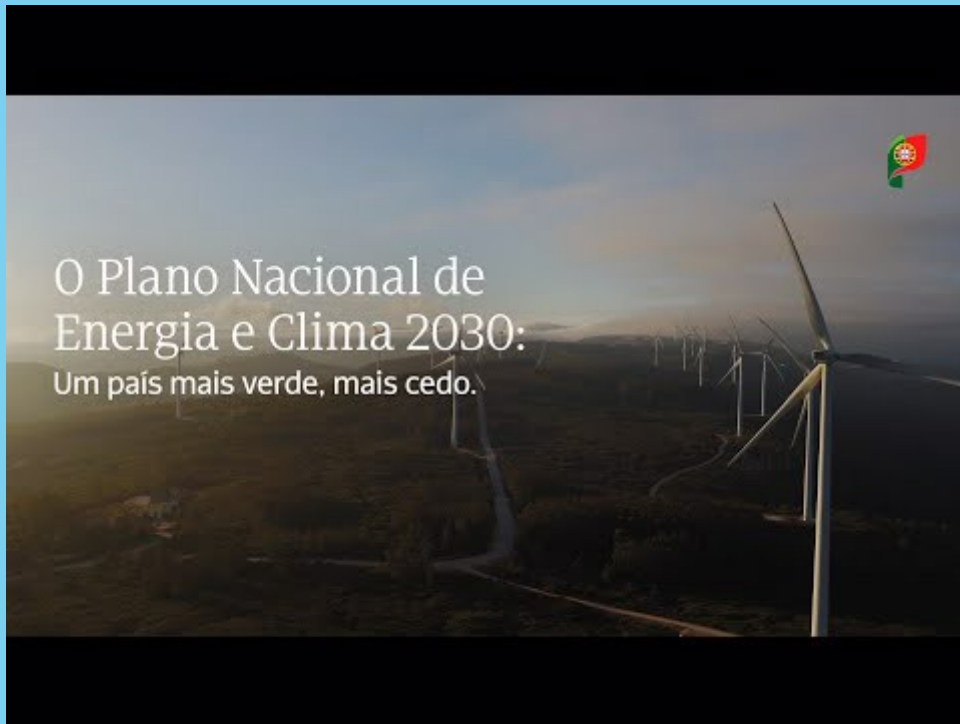 O Plano Nacional de
Energia e Clima 2030:
Um país mais verde, mais cedo.